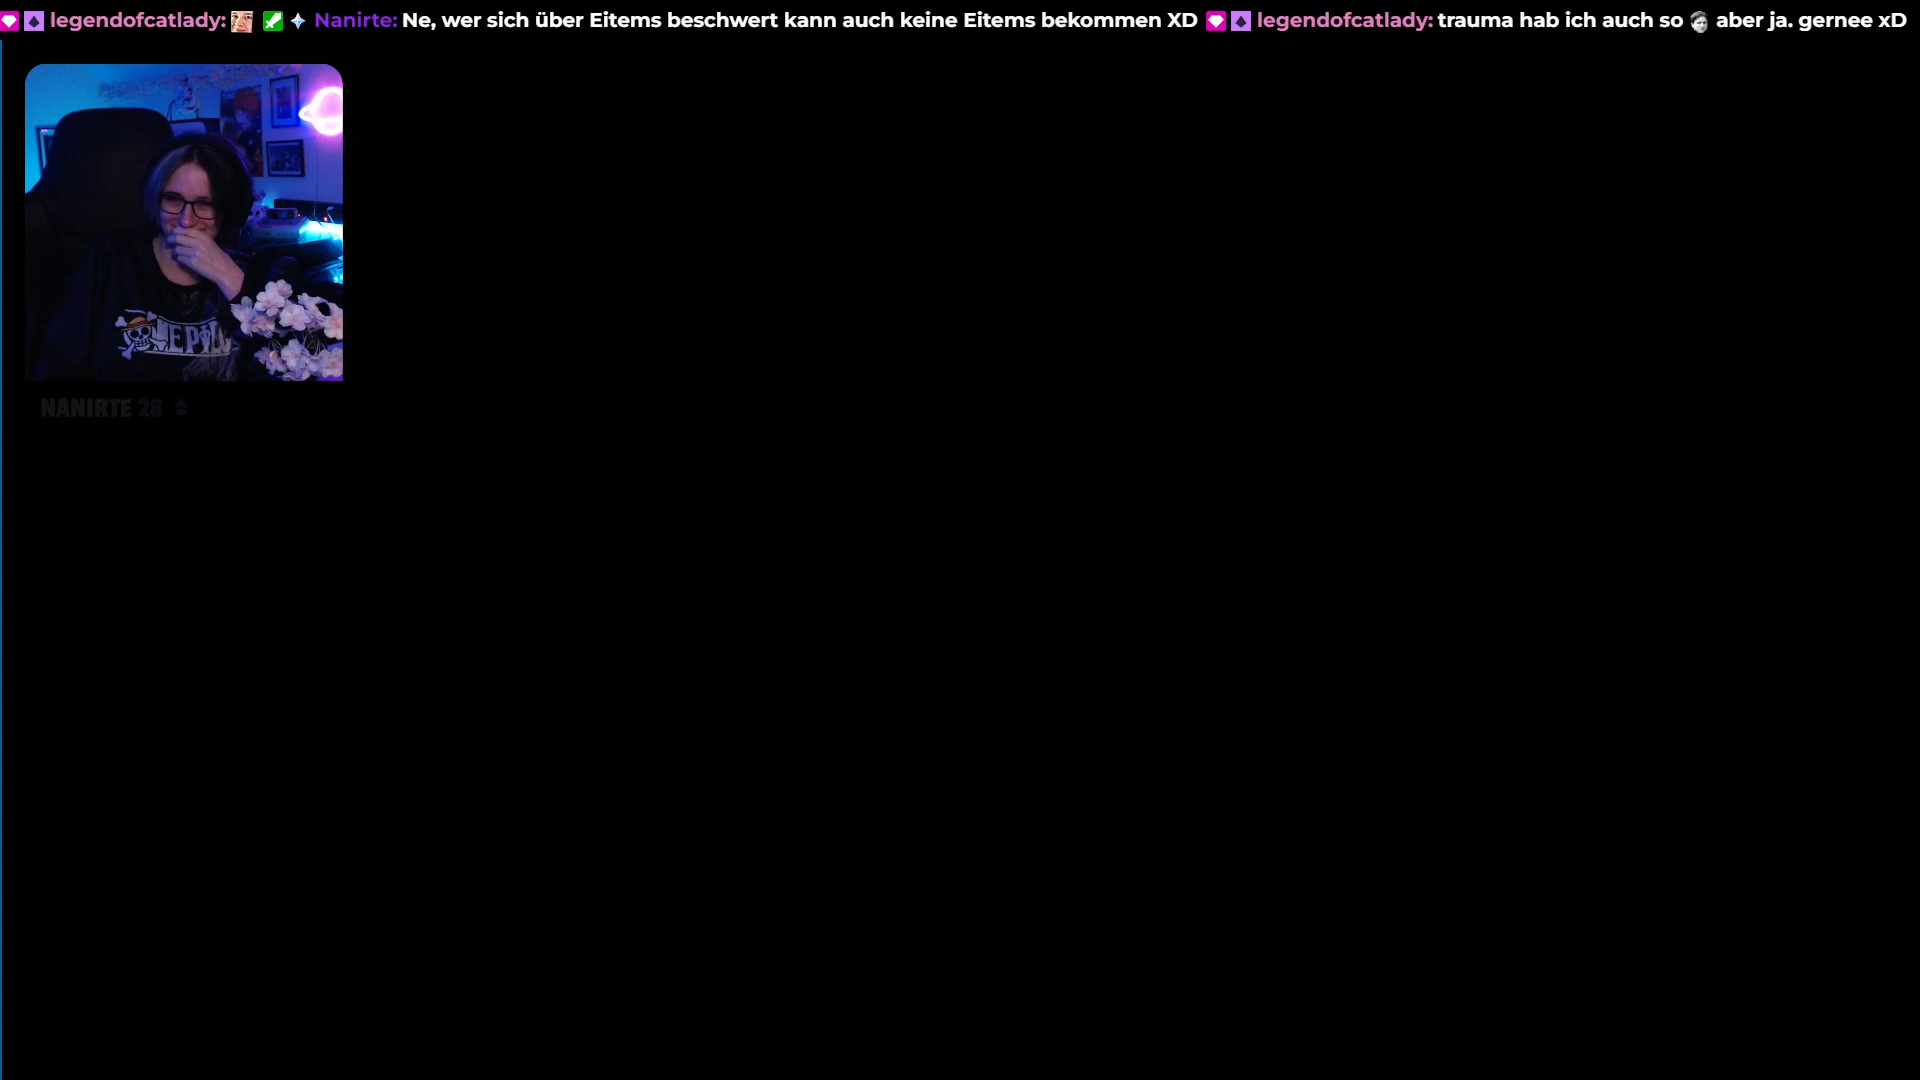 legendofcatlady: Nanirte: Ne, wer sich über Eitems beschwert kann auch keine Eitems bekommen XD legendofcatlady: trauma hab ich auch so aber ja. gernee xD
NANIRTE 28